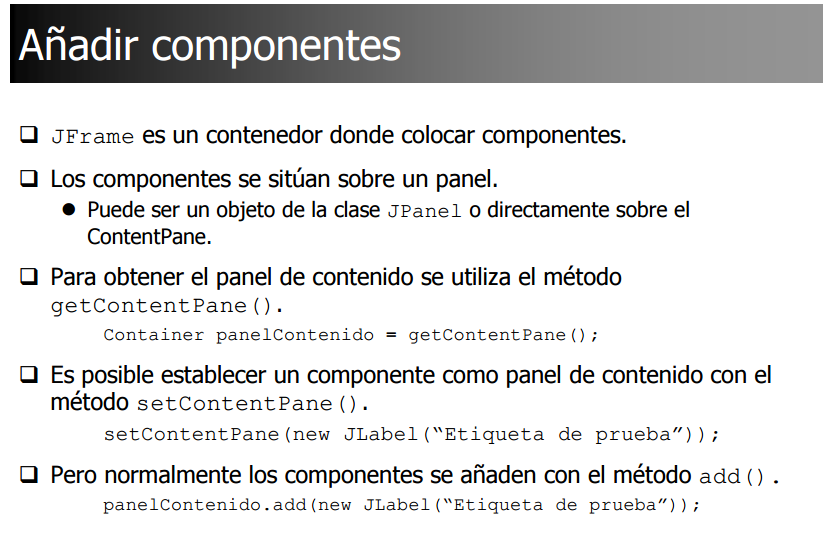 Añadir componentes
❑ JFrame es un contenedor donde colocar componentes.
❑ Los componentes se sitúan sobre un panel.
● Puede ser un objeto de la clase JPanel o directamente sobre el
ContentPane.
❑ Para obtener el panel de contenido se utiliza el método
getContentPane().
Container panelContenido = getContentPane();
❑ Es posible establecer un componente como panel de contenido con el
método setContentPane().
setContentPane(new JLabel(“Etiqueta de prueba”));
❑ Pero normalmente los componentes se añaden con el método add().
panelContenido.add(new JLabel(“Etiqueta de prueba”));